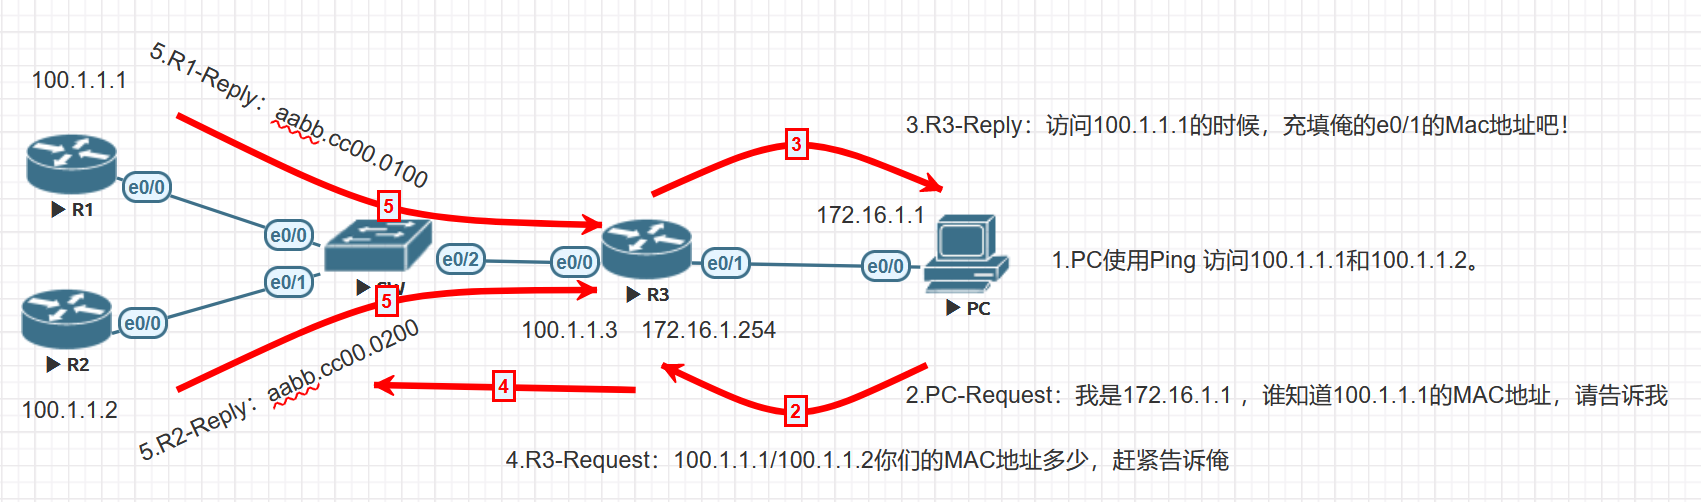 5.R1-Reply：aabb.cc00.0100
100.1.1.1
3.R3-Reply：访问100.1.1.1的时候，充填俺的e0/1的Mac地址吧！
3
e0/0
R1
5
172.16.1.1
e0/0
e0/2
e0/0
e0/1
e0/0
1.PC使用Ping 访问100.1.1.1和100.1.1.2。
e0/1
SW
5
R3
PC
e0/0
100.1.1.3
172.16.1.254
R2
100.1.1.2
5.R2-Reply：aabb.cc00.0200
4
2
2.PC-Request：我是172.16.1.1 ，谁知道100.1.1.1的MAC地址，请告诉我
4.R3-Request：100.1.1.1/100.1.1.2你们的MAC地址多少，赶紧告诉俺